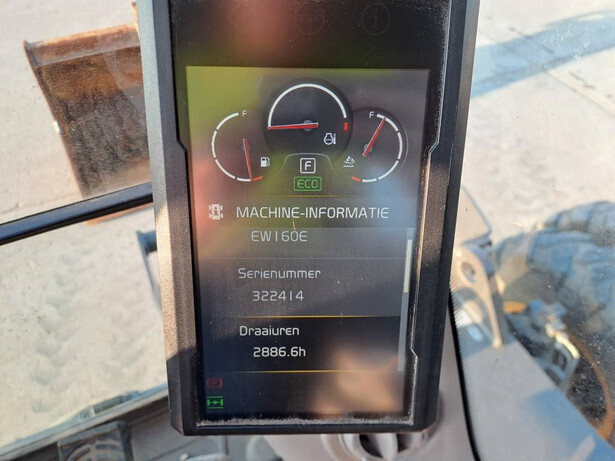 F
F
F
ECO
MACHINE-INFORMATIE
EW160E
Serienummer
322414
Draaiuren
2886.6h